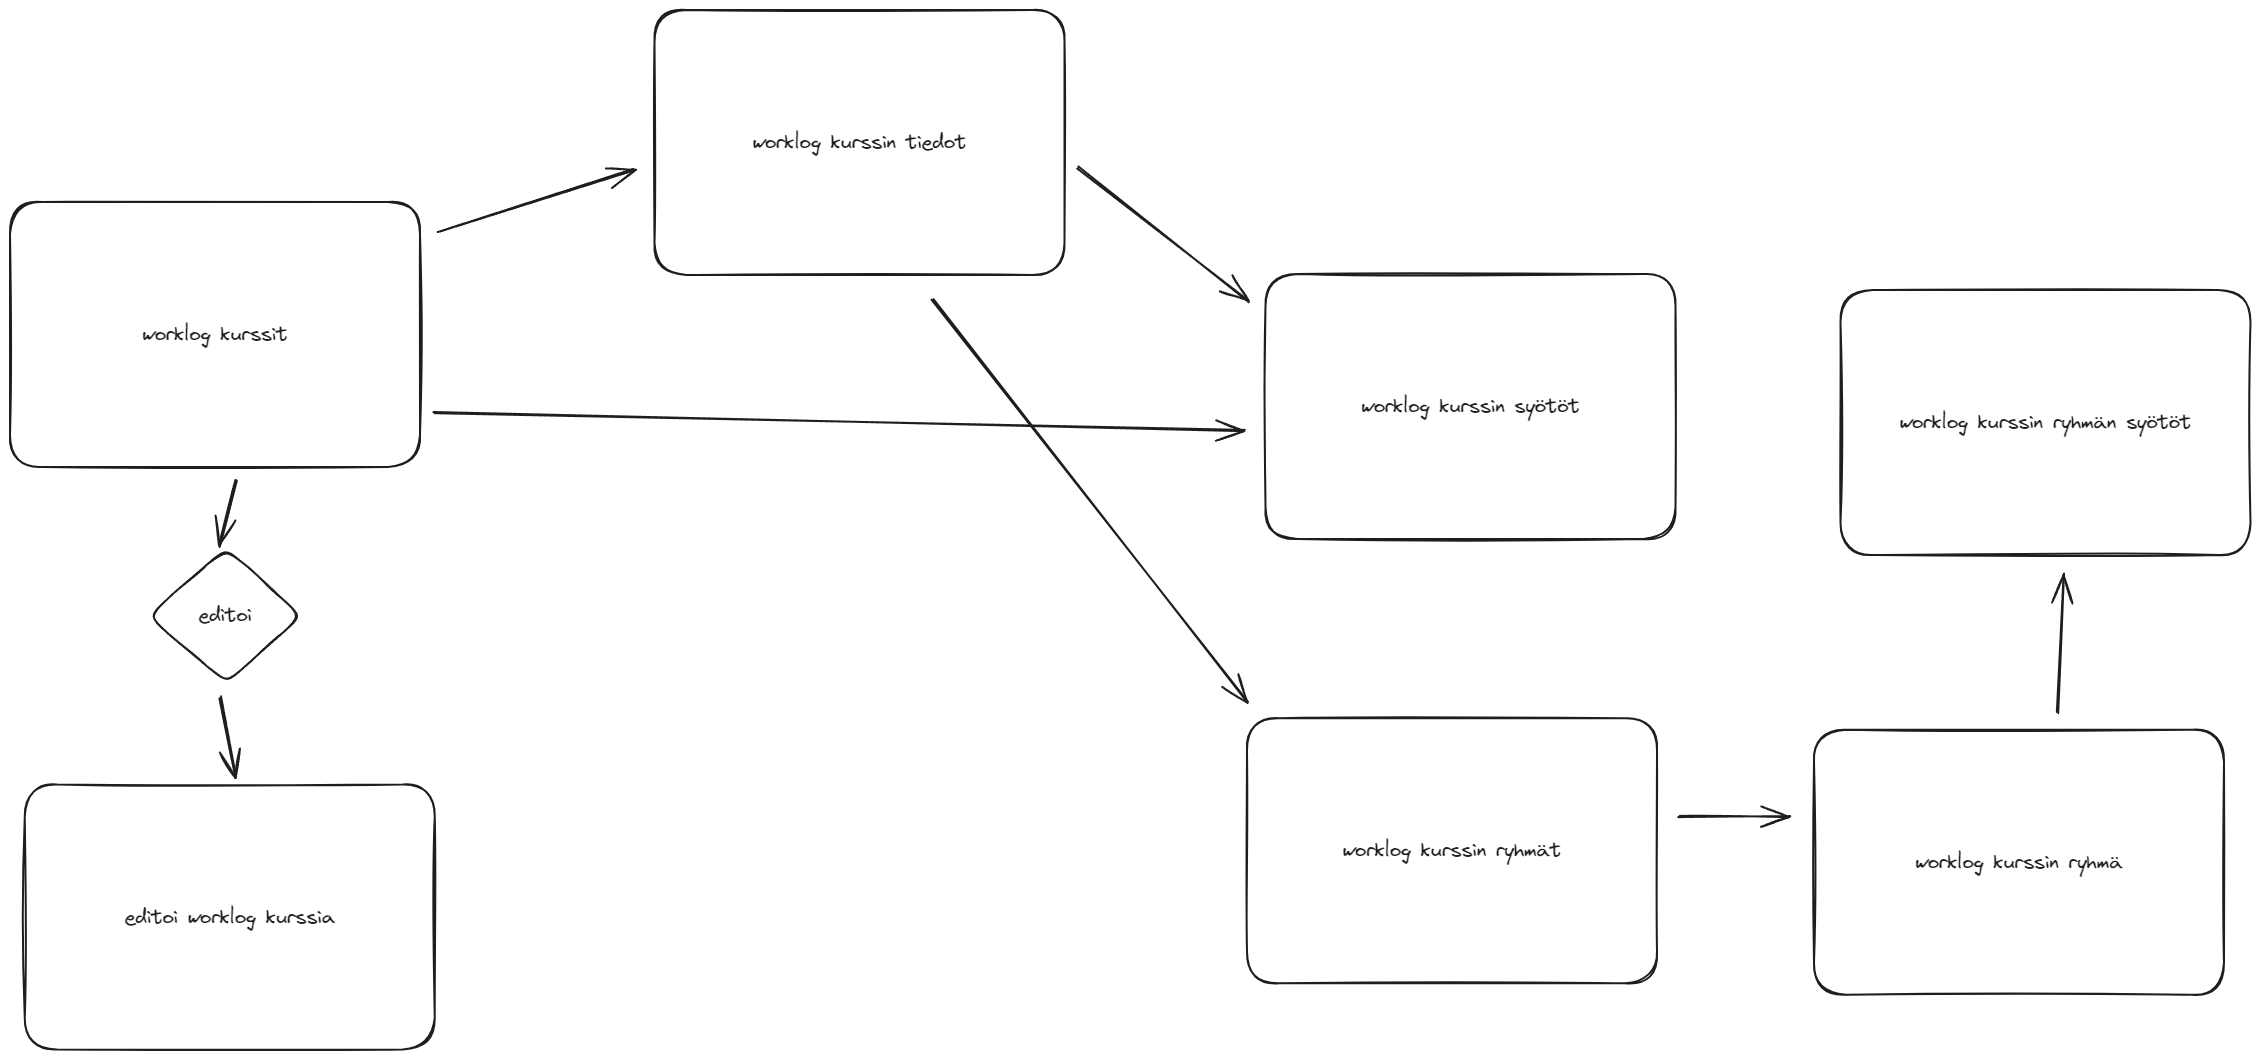 worklog kurssin tiedot
worklog kurssit
worklog kurssin syötöt
worklog kurssin ryhmän syötöt
editoi
worklog kurssin ryhmät
worklog kurssin ryhmä
editoi worklog kurssia